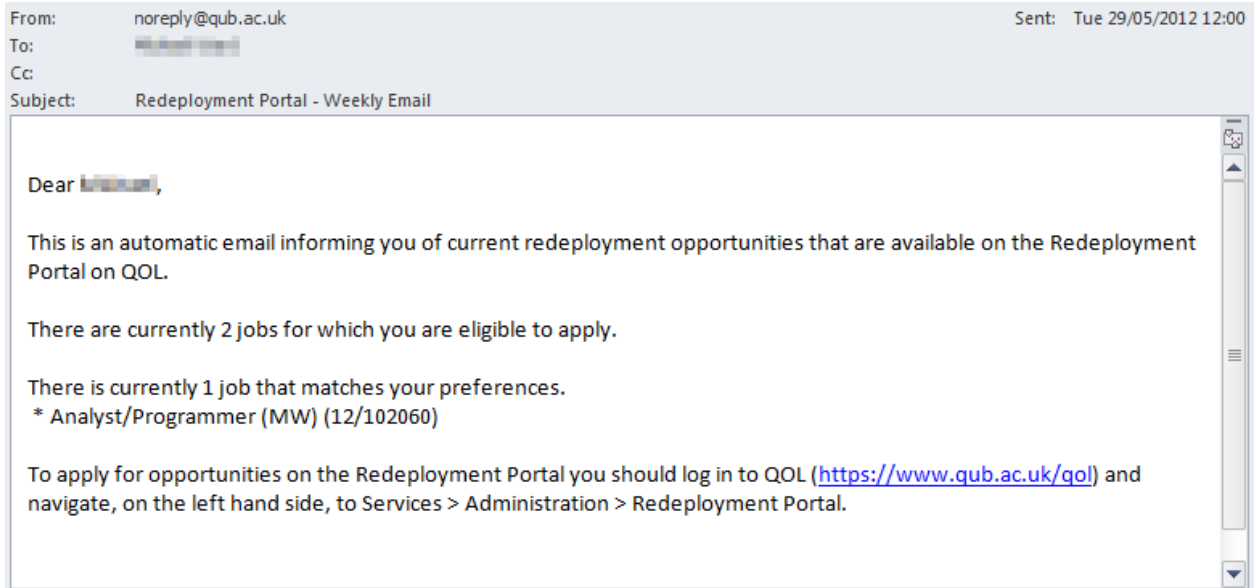 From: noreply@qub.ac.uk Sent: Tue 29/05/2012 12:00
To:
Cc:
Subject: Redeployment Portal - Weekly Email
Dear ,
This is an automatic email informing you of current redeployment opportunities that are available on the Redeployment
Portal on QOL.
There are currently 2 jobs for which you are eligible to apply.
There is currently 1 job that matches your preferences.
* Analyst/Programmer (MW) (12/102060)
To apply for opportunities on the Redeployment Portal you should log in to QOL (https://www.qub.ac.uk/qol) and
navigate, on the left hand side, to Services > Administration > Redeployment Portal.